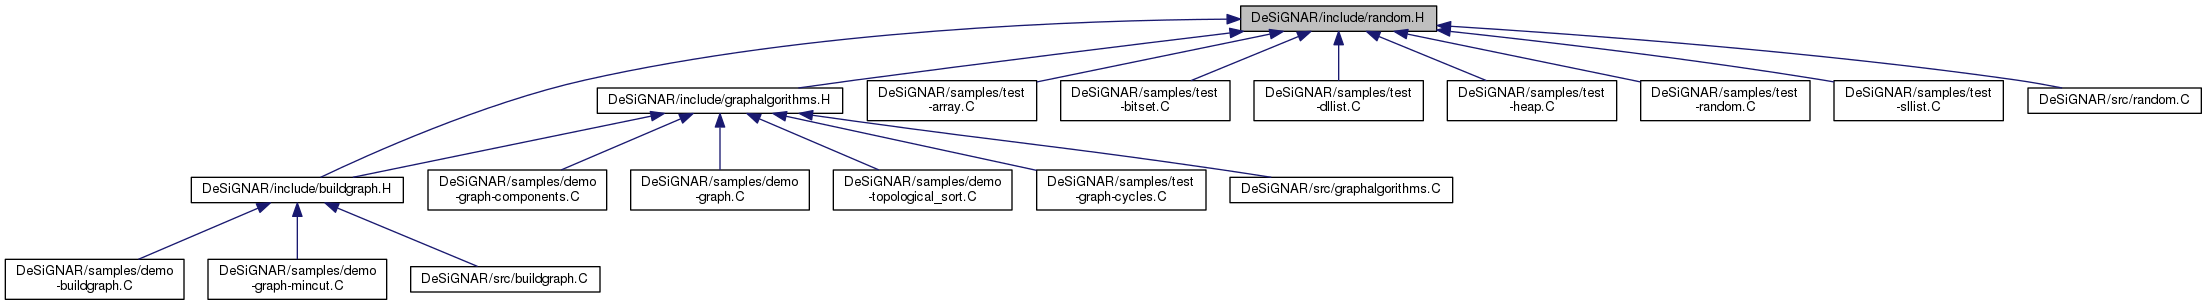 DeSiGNAR/include/random.H
DeSiGNAR/include/graphalgorithms.H
DeSiGNAR/samples/test
-array.C
DeSiGNAR/samples/test
-bitset.C
DeSiGNAR/samples/test
-dllist.C
DeSiGNAR/samples/test
-heap.C
DeSiGNAR/samples/test
-random.C
DeSiGNAR/samples/test
-sllist.C
DeSiGNAR/src/random.C
DeSiGNAR/include/buildgraph.H
DeSiGNAR/samples/demo
-graph-components.C
DeSiGNAR/samples/demo
-graph.C
DeSiGNAR/samples/demo
-topological_sort.C
DeSiGNAR/samples/test
-graph-cycles.C
DeSiGNAR/src/graphalgorithms.C
DeSiGNAR/samples/demo
-buildgraph.C
DeSiGNAR/samples/demo
-graph-mincut.C
DeSiGNAR/src/buildgraph.C